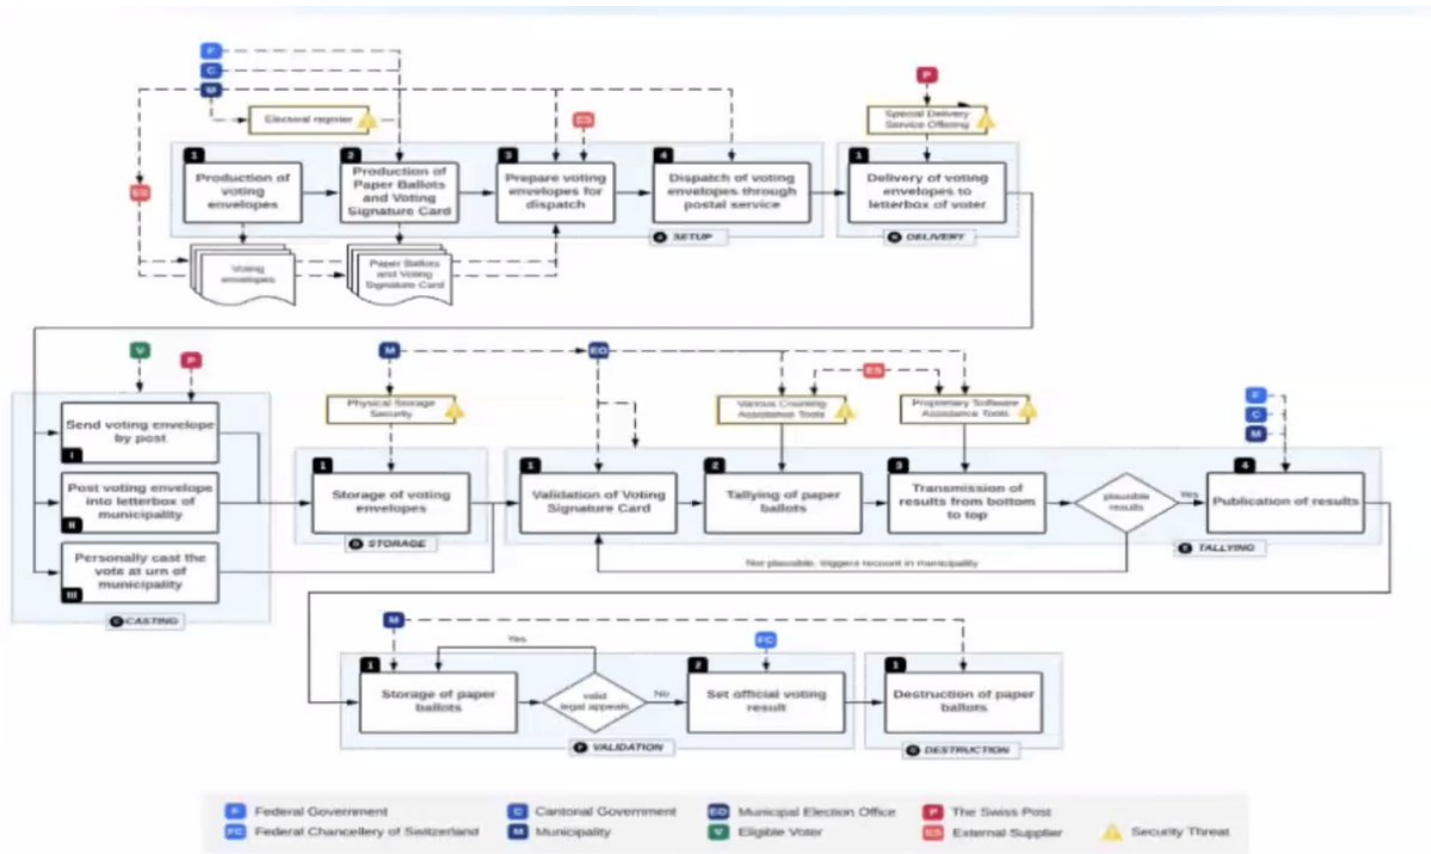 F
C
M
P
Electoral register
ES
Special Delivery
Service Offering
1
Production of
voting
envelopes
2
Production of
Paper Ballots
and Voting
Signature Card
3
Prepare voting
envelopes for
dispatch
4
Dispatch of voting
envelopes through
postal service
1
Delivery of voting
envelopes to
letterbox of voter
ES
A SETUP
B DELIVERY
Voting
envelopes
Paper Ballots
and Voting
Signature Card
V
P
M
EO
ES
Physical Storage
Security
Various Counting
Assistance Tools
Proprietary Software
Assistance Tools
F
C
M
Send voting envelope
by post
I
Post voting envelope
into letterbox of
municipality
II
Personally cast the
vote at urn of
municipality
III
C CASTING
1
Storage of voting
envelopes
D STORAGE
1
Validation of Voting
Signature Card
2
Tallying of paper
ballots
3
Transmission of
results from bottom
to top
plausible
results
Yes
4
Publication of results
E TALLYING
Not plausible, triggers recount in municipality
M
Yes
FC
1
Storage of paper
ballots
valid
legal appeals
No
2
Set official voting
result
1
Destruction of paper
ballots
F VALIDATION
G DESTRUCTION
F Federal Government
C Cantonal Government
EO Municipal Election Office
P The Swiss Post
FC Federal Chancellery of Switzerland
M Municipality
V Eligible Voter
ES External Supplier
Security Threat